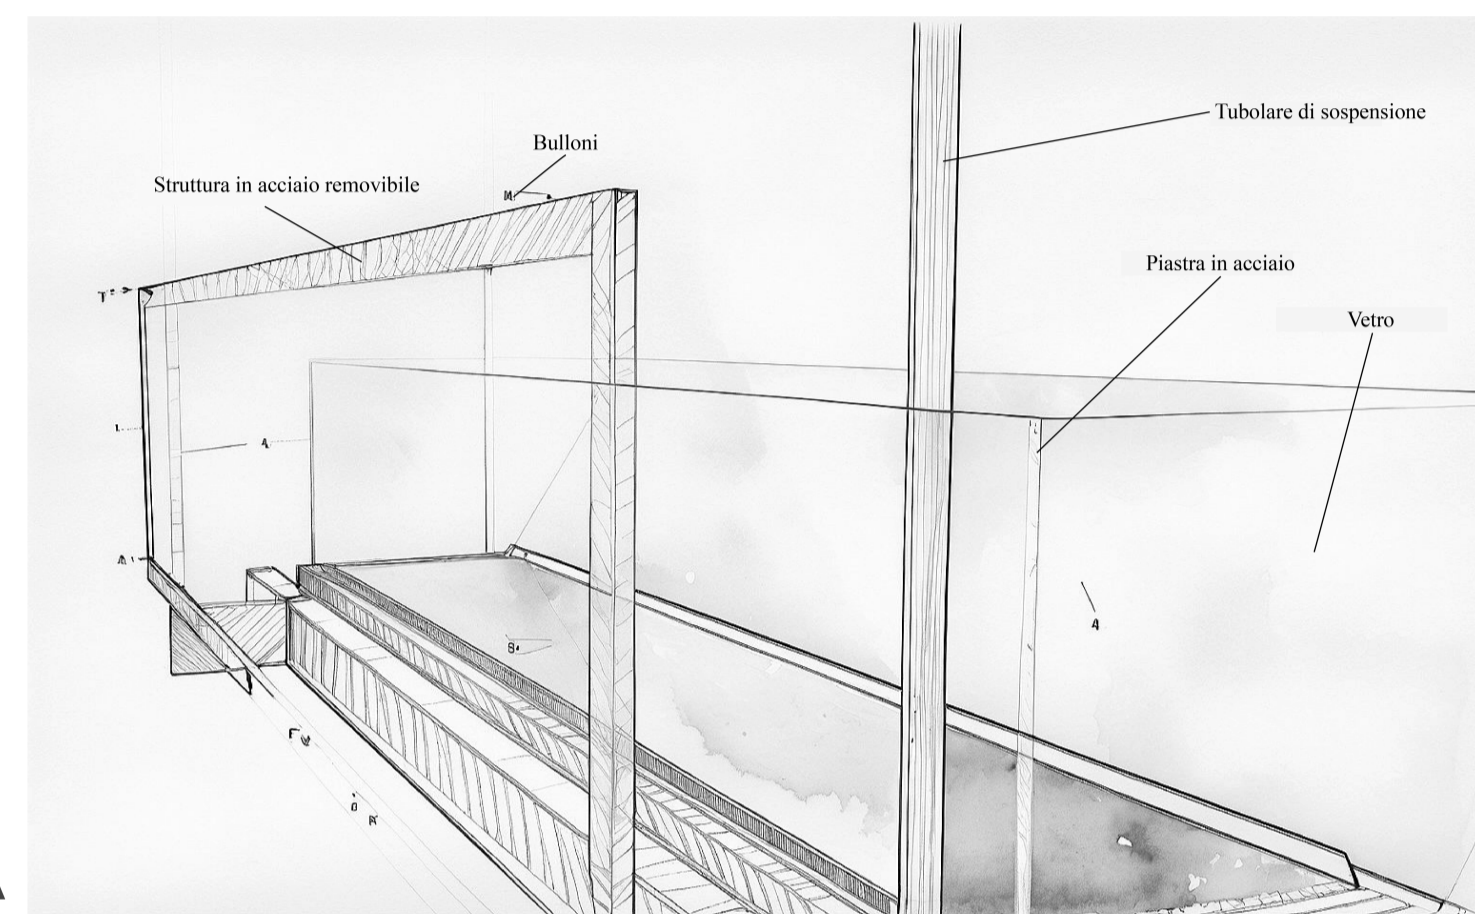 Tubolare di sospensione
Bulloni
Struttura in acciaio removibile
Piastra in acciaio
Vetro
A
A